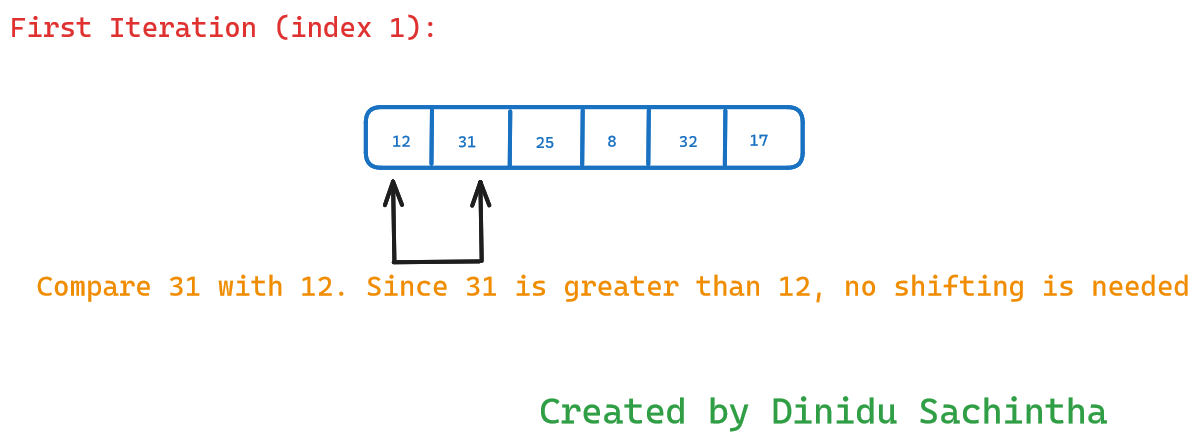 First Iteration (index 1):
12 31 25 8 32 17
Compare 31 with 12. Since 31 is greater than 12, no shifting is needed
Created by Dinidu Sachintha